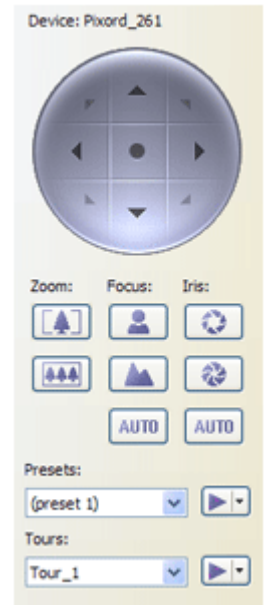 Device: Pixord_261
Zoom: Focus: Iris:
AUTO AUTO
Presets:
(preset 1)
Tours:
Tour_1